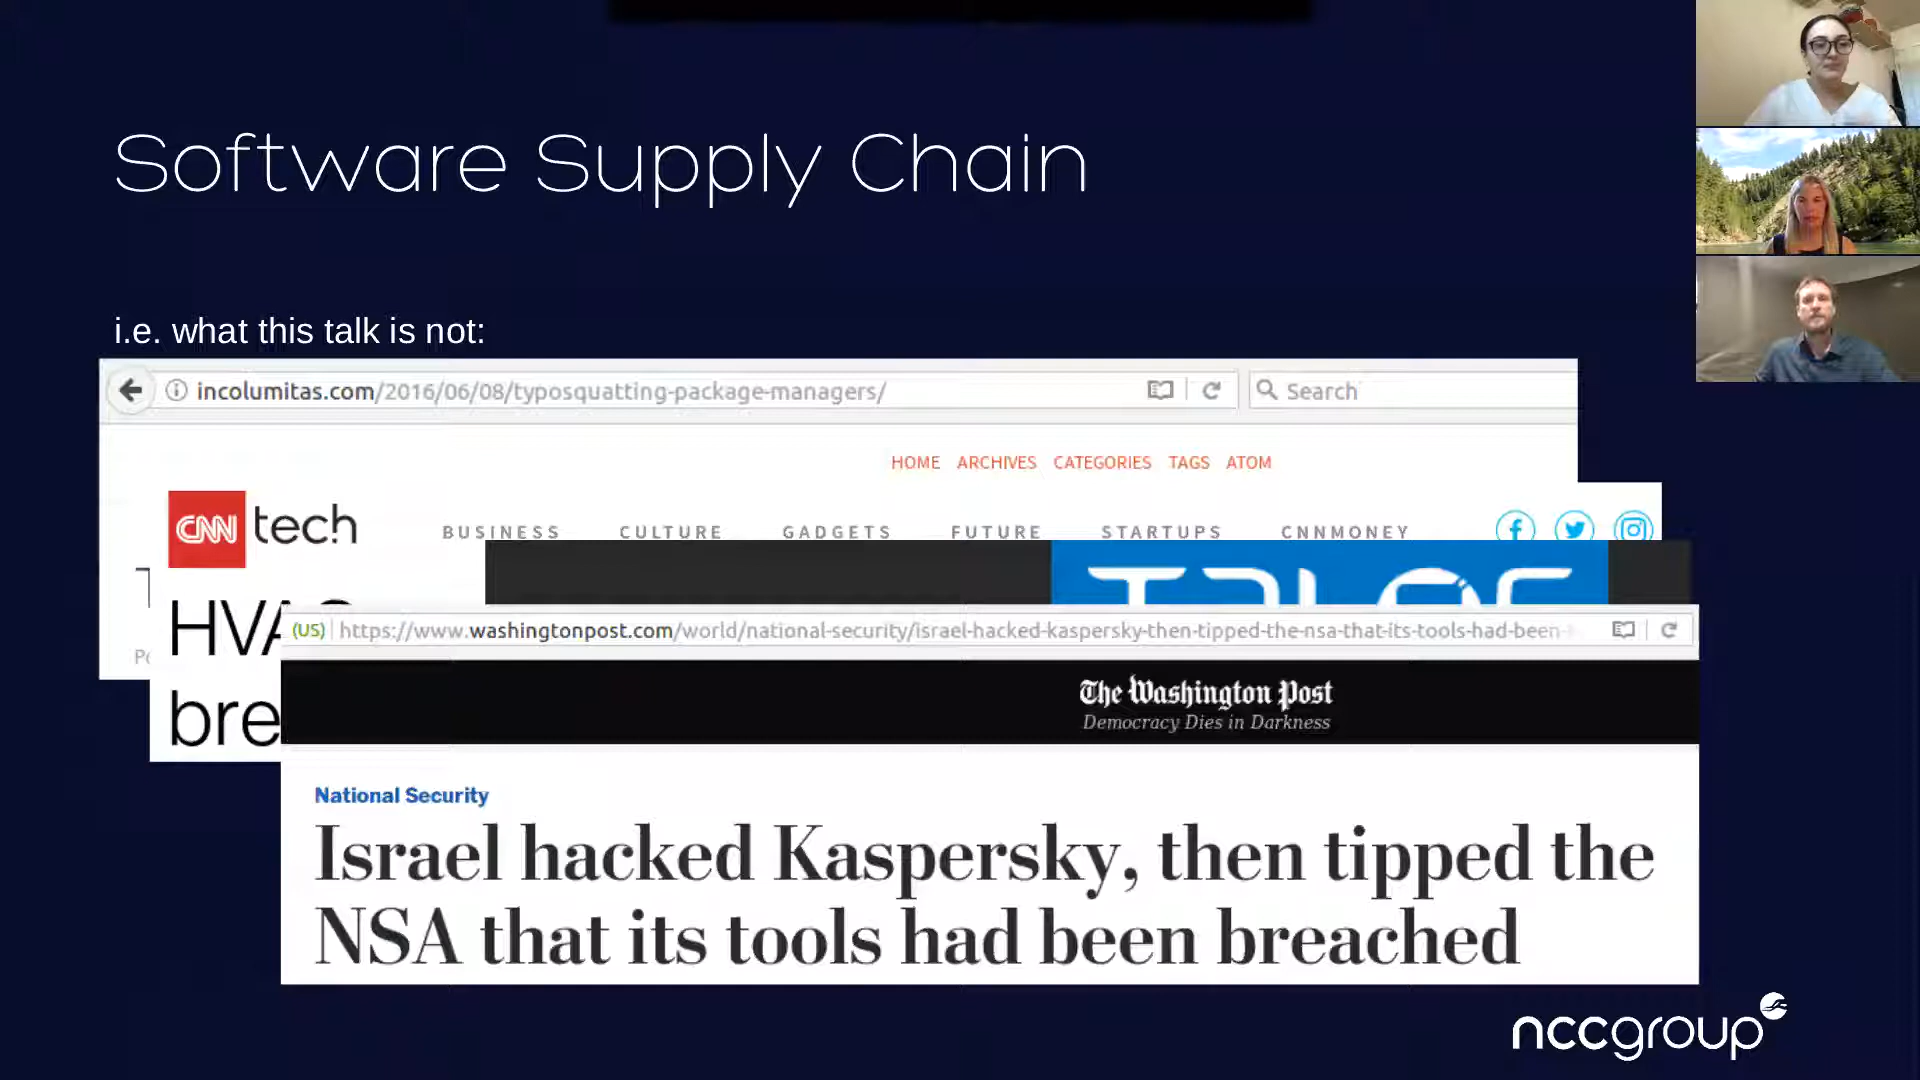 Software Supply Chain
i.e. what this talk is not:
incolumitas.com/2016/06/08/typosquatting-package-managers/
Search
HOME ARCHIVES CATEGORIES TAGS ATOM
CNN tech
BUSINESS CULTURE GADGETS FUTURE STARTUPS CNNMONEY
(US) https://www.washingtonpost.com/world/national-security/israel-hacked-kaspersky-then-tipped-the-nsa-that-its-tools-had-been-
The Washington Post
Democracy Dies in Darkness
bre
National Security
Israel hacked Kaspersky, then tipped the
NSA that its tools had been breached
nccgroup